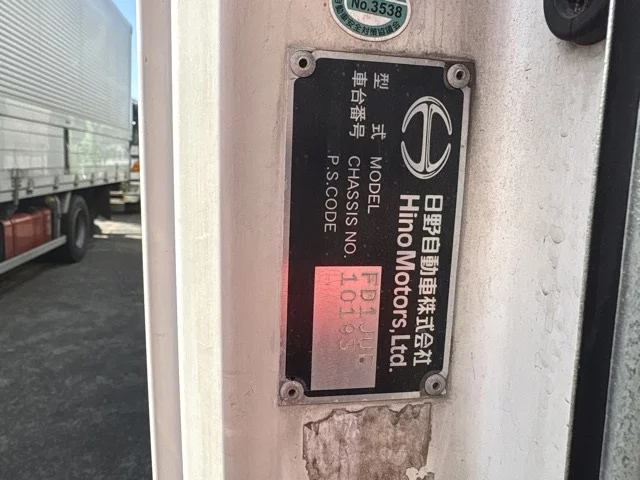 No.3538
日野自動車株式会社
Hino Motors, Ltd.
型式 MODEL
車台番号 CHASSIS NO. 10193
P.S.CODE